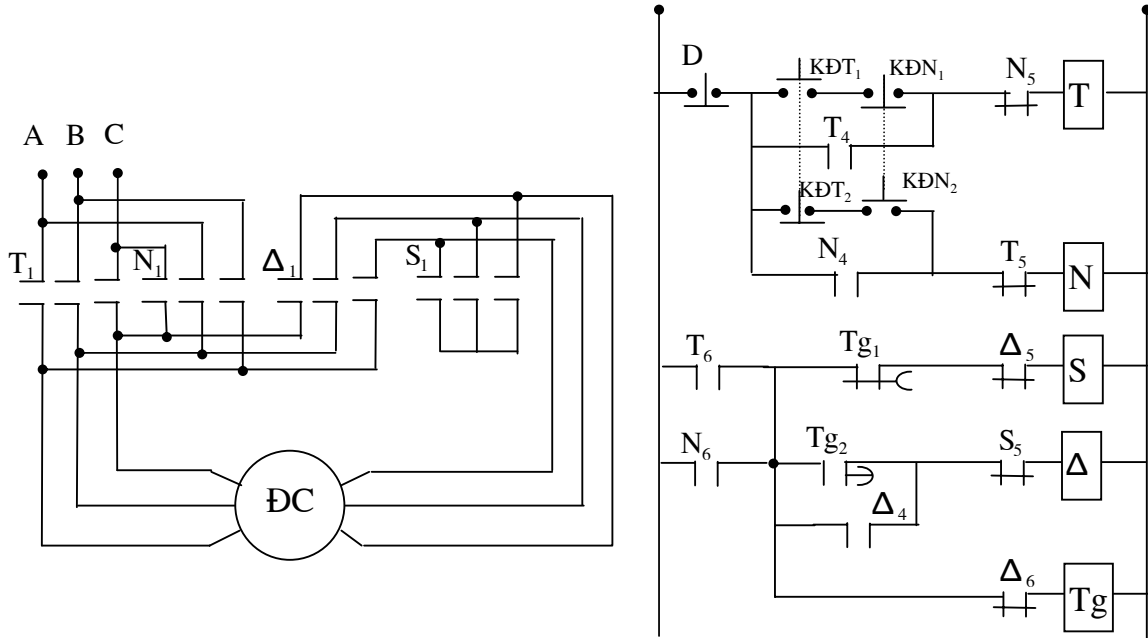 A B C
T₁ N₁ Δ₁ S₁
ĐC
D KĐT₁ KĐN₁ N₅ T
T₄
KĐT₂ KĐN₂
N₄ T₅ N
T₆ Tg₁ Δ₅ S
N₆ Tg₂ S₅ Δ
Δ₄
Δ₆ Tg